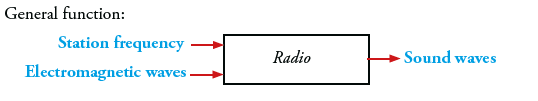 General function:
Station frequency
Electromagnetic waves
Radio
Sound waves